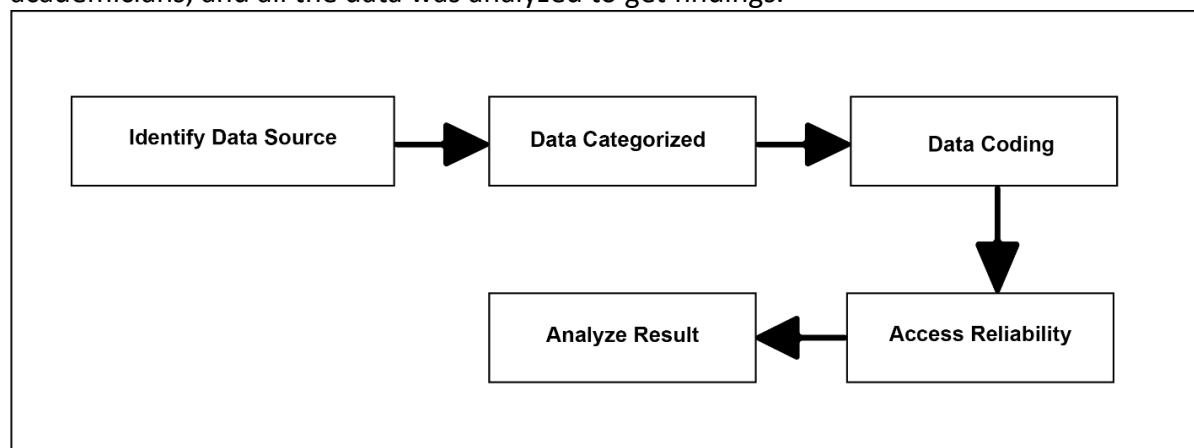 academicians, and all the data was analyzed to get findings.
Identify Data Source
Data Categorized
Data Coding
Analyze Result
Access Reliability